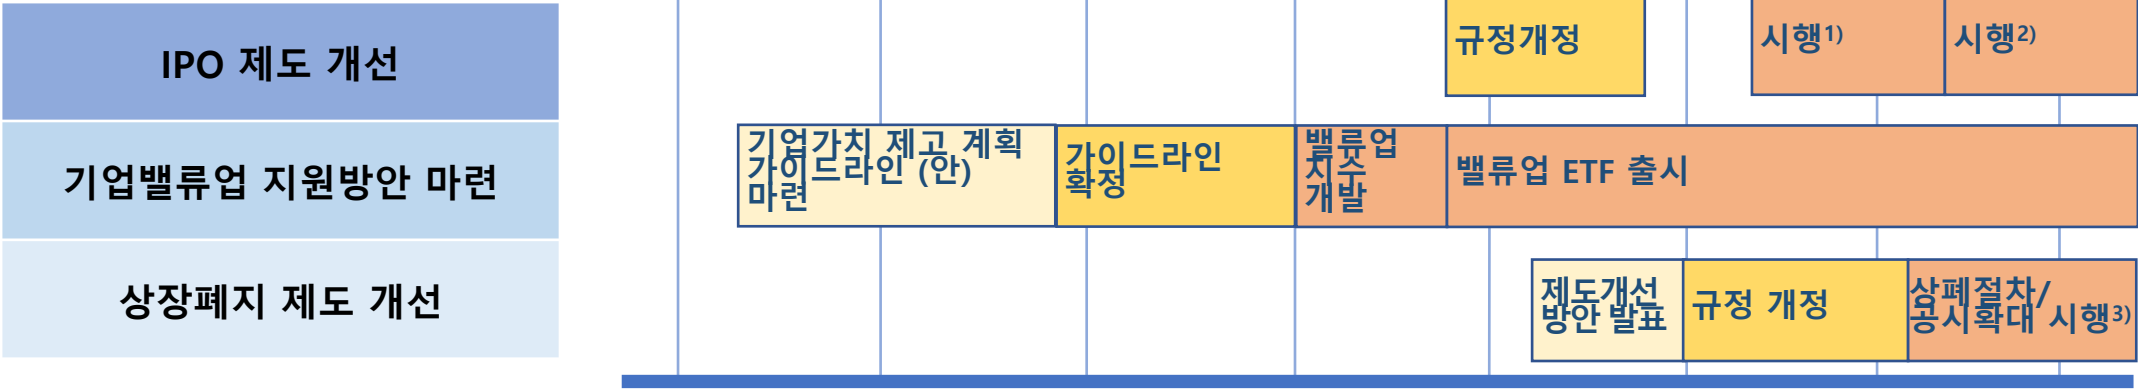 IPO 제도 개선
규정개정
시행1)
시행2)
기업밸류업 지원방안 마련
기업가치 제고 계획
가이드라인 (안)
마련
가이드라인
확정
밸류업
지수
개발
밸류업 ETF 출시
상장폐지 제도 개선
제도개선
방안 발표
규정 개정
상폐절차/
공시확대 시행3)